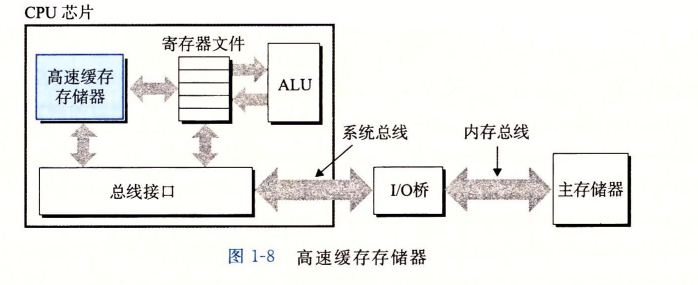 CPU 芯片
寄存器文件
高速缓存
存储器
ALU
系统总线
内存总线
总线接口
I/O桥
主存储器
图 1-8 高速缓存存储器